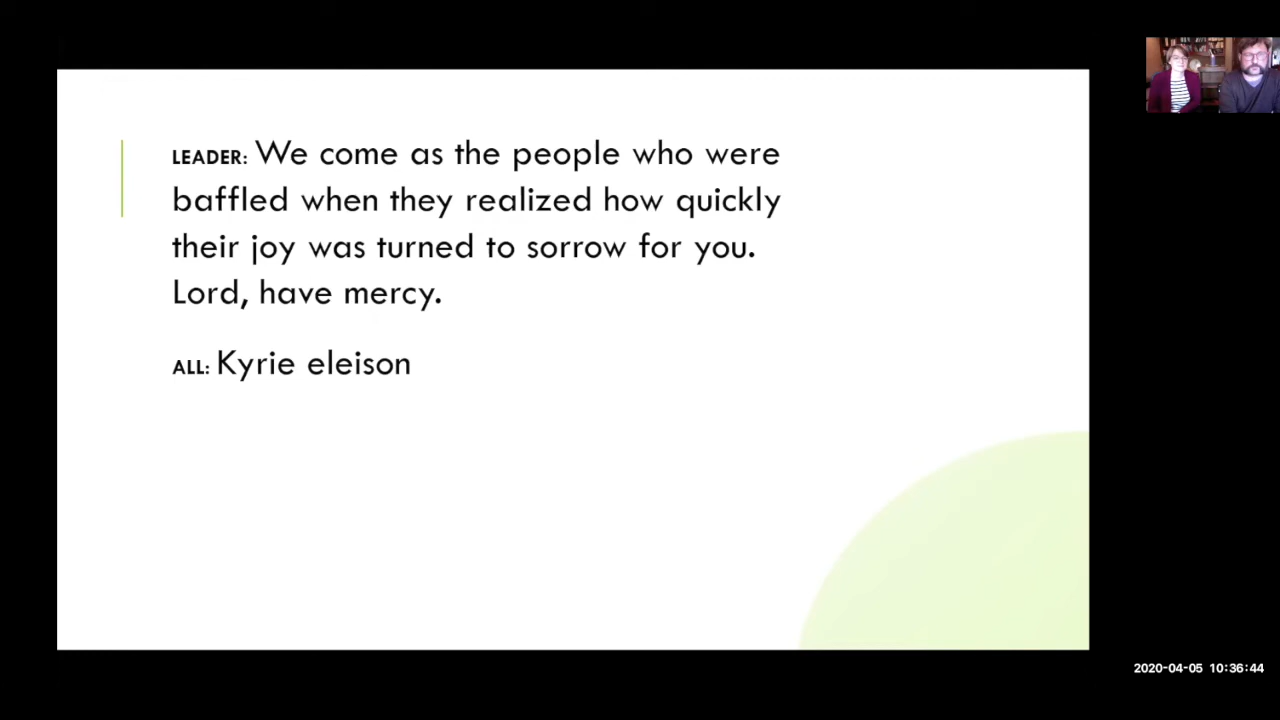 LEADER: We come as the people who were
baffled when they realized how quickly
their joy was turned to sorrow for you.
Lord, have mercy.
ALL: Kyrie eleison
2020-04-05 10:36:44